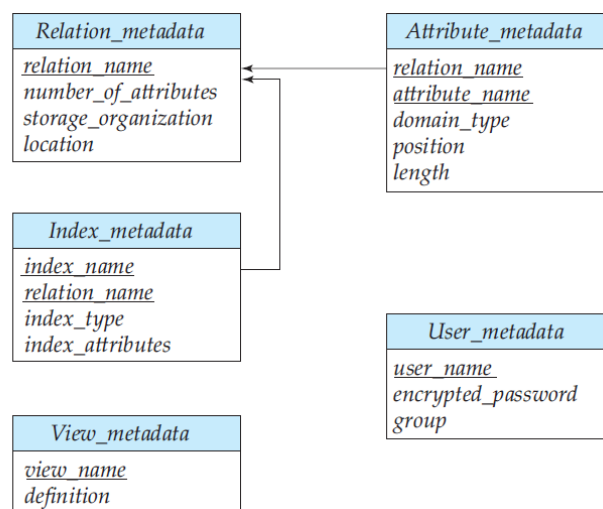 Relation_metadata
relation_name
number_of_attributes
storage_organization
location
Attribute_metadata
relation_name
attribute_name
domain_type
position
length
Index_metadata
index_name
relation_name
index_type
index_attributes
User_metadata
user_name
encrypted_password
group
View_metadata
view_name
definition